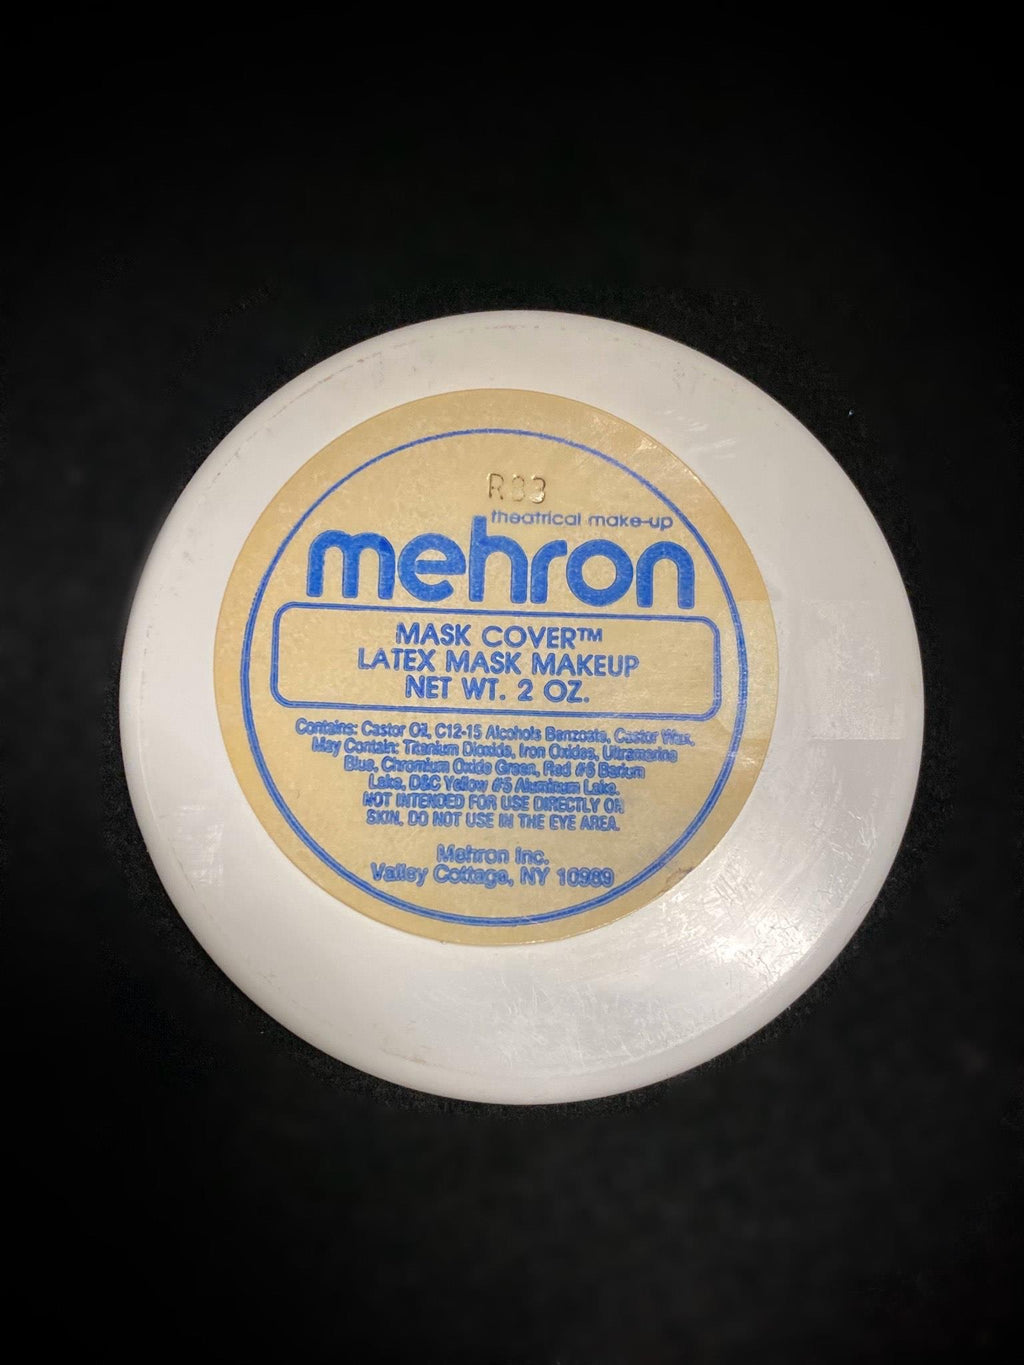 theatrical make-up
mehron
MASK COVER™
LATEX MASK MAKEUP
NET WT. 2 OZ.
Contains: Castor Oil, C12-15 Alcohols Benzoate, Castor Wax,
May Contain: Titanium Dioxide, Iron Oxides, Ultramarine
Blue, Chromium Oxide Green, Red #6 Barium
Lake, D&C Yellow #5 Aluminum Lake.
NOT INTENDED FOR USE DIRECTLY ON
SKIN. DO NOT USE IN THE EYE AREA.
Mehron Inc.
Valley Cottage, NY 10989